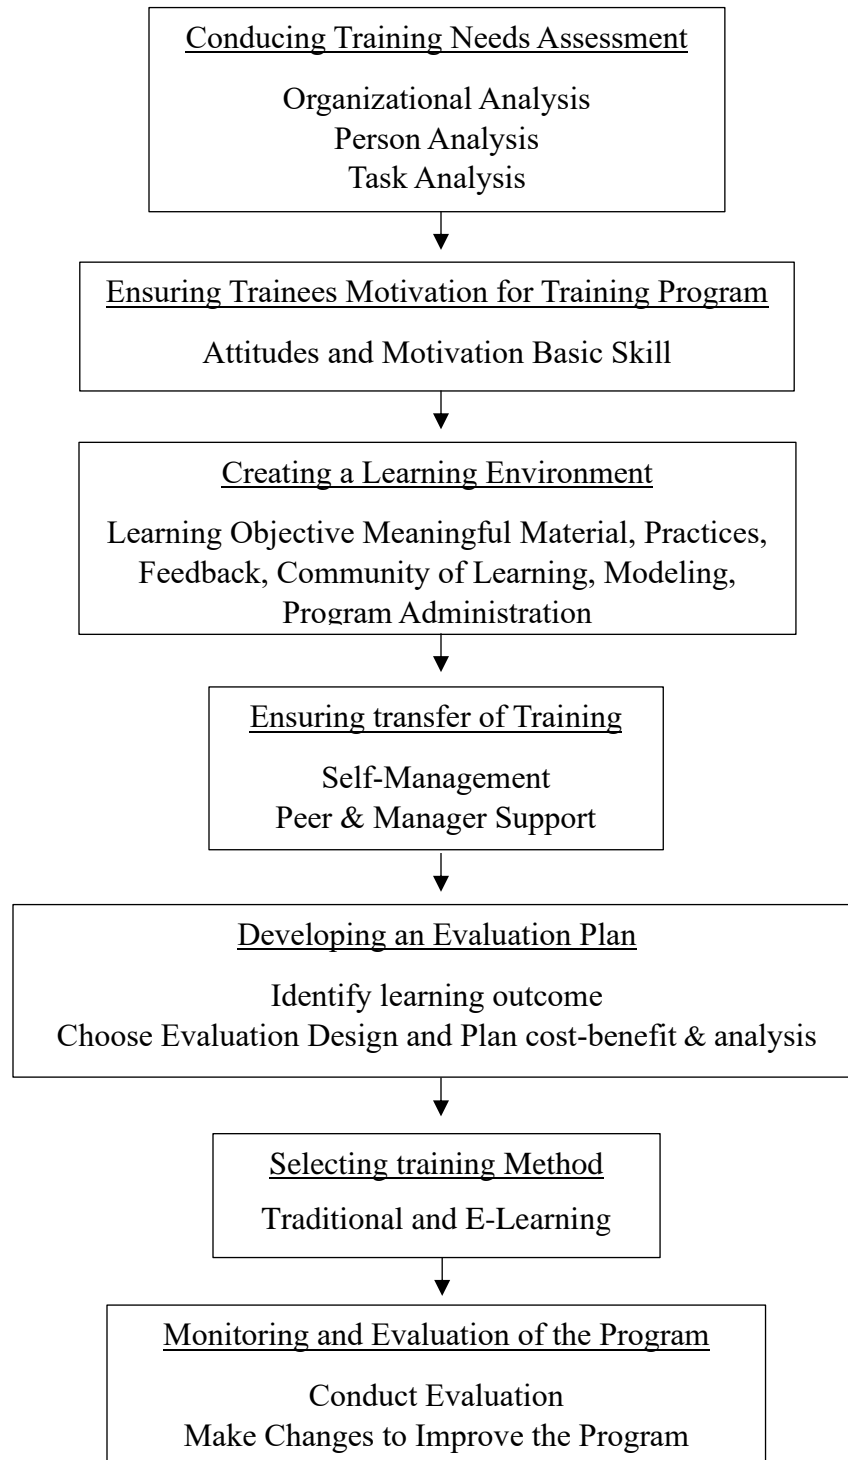 Conducing Training Needs Assessment
Organizational Analysis
Person Analysis
Task Analysis
Ensuring Trainees Motivation for Training Program
Attitudes and Motivation Basic Skill
Creating a Learning Environment
Learning Objective Meaningful Material, Practices,
Feedback, Community of Learning, Modeling,
Program Administration
Ensuring transfer of Training
Self-Management
Peer & Manager Support
Developing an Evaluation Plan
Identify learning outcome
Choose Evaluation Design and Plan cost-benefit & analysis
Selecting training Method
Traditional and E-Learning
Monitoring and Evaluation of the Program
Conduct Evaluation
Make Changes to Improve the Program